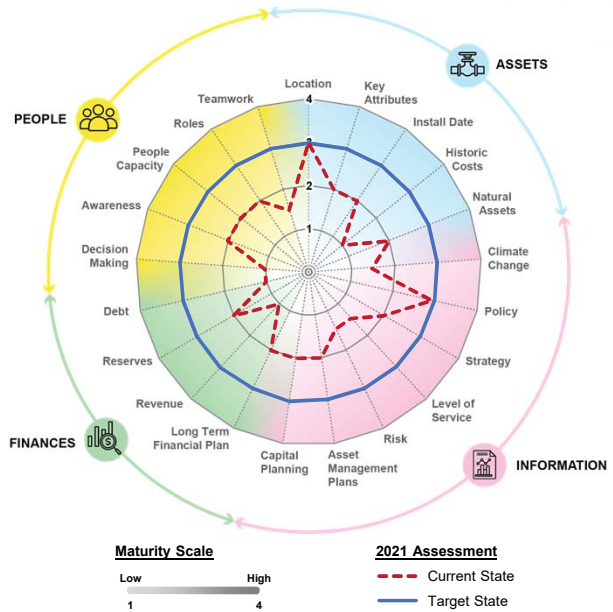 ASSETS
PEOPLE
INFORMATION
FINANCES
Location
Key
Attributes
Install Date
Historic
Costs
Natural
Assets
Climate
Change
Policy
Strategy
Level of
Service
Risk
Asset
Management
Plans
Capital
Planning
Long Term
Financial Plan
Revenue
Reserves
Debt
Decision
Making
Awareness
People
Capacity
Roles
Teamwork
4
3
2
1
0
Maturity Scale
Low High
1 4
2021 Assessment
Current State
Target State